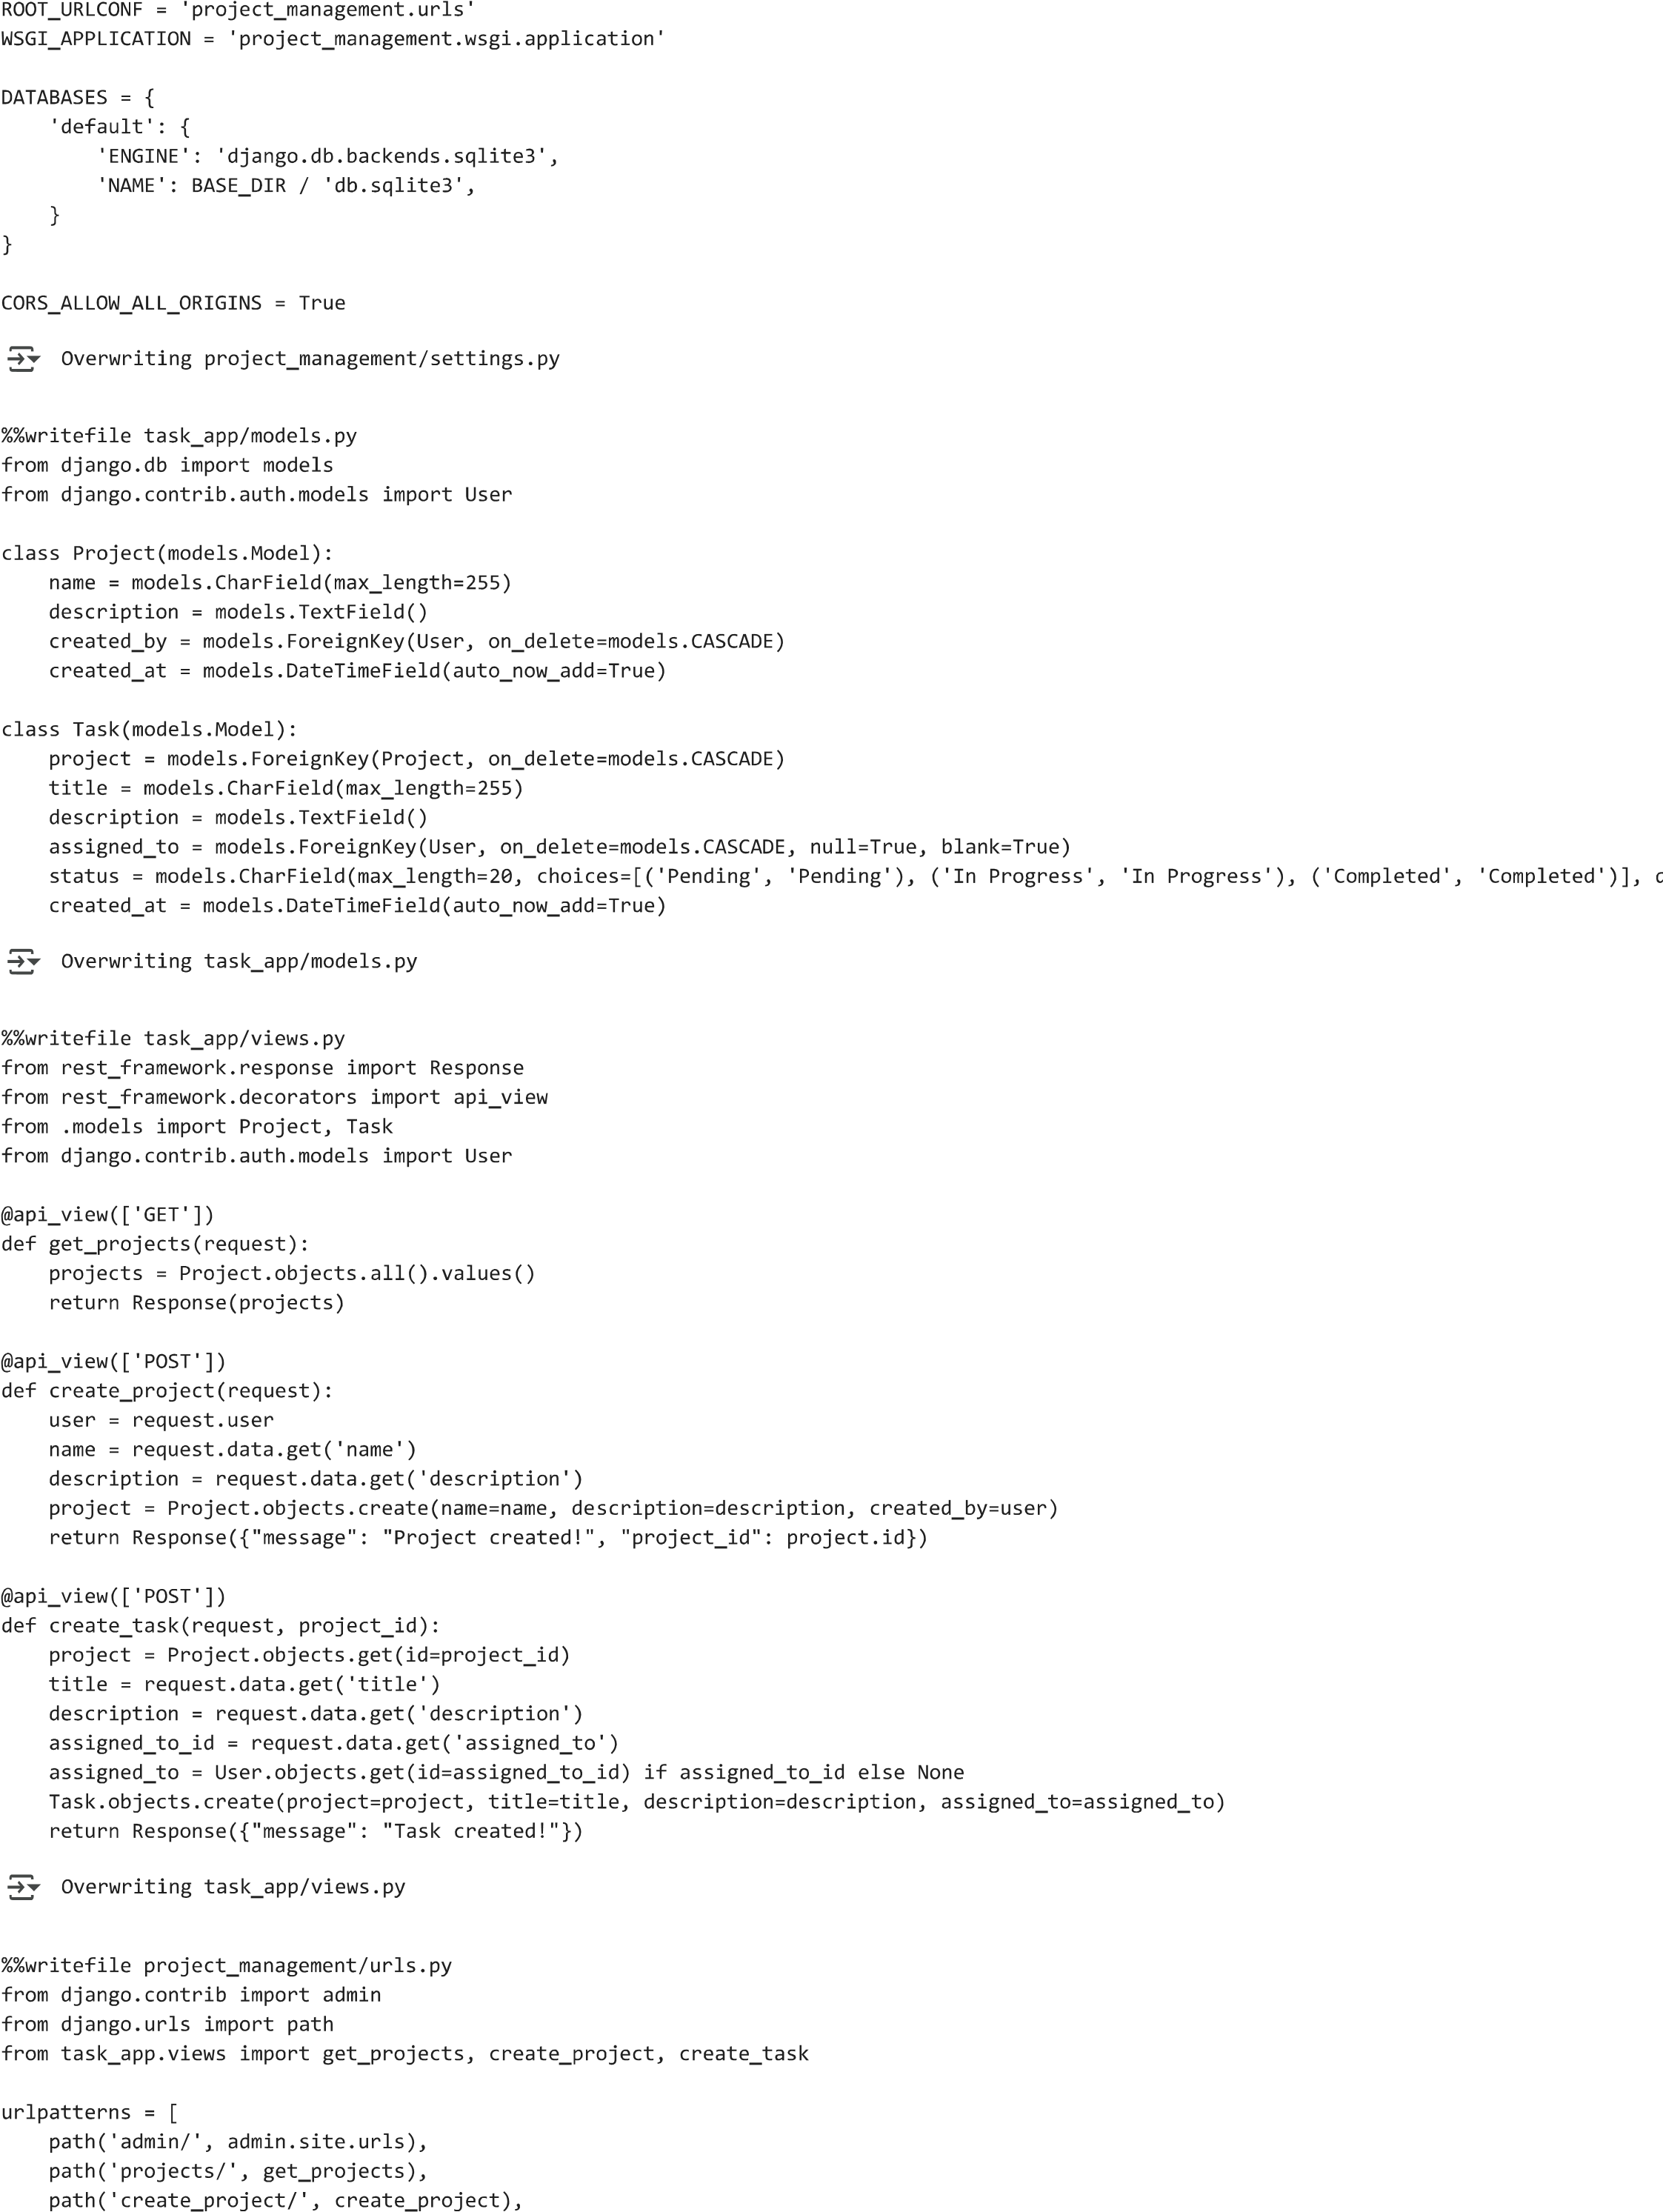 ROOT_URLCONF = 'project_management.urls'
WSGI_APPLICATION = 'project_management.wsgi.application'

DATABASES = {
    'default': {
        'ENGINE': 'django.db.backends.sqlite3',
        'NAME': BASE_DIR / 'db.sqlite3',
    }
}

CORS_ALLOW_ALL_ORIGINS = True

Overwriting project_management/settings.py

%%writefile task_app/models.py
from django.db import models
from django.contrib.auth.models import User

class Project(models.Model):
    name = models.CharField(max_length=255)
    description = models.TextField()
    created_by = models.ForeignKey(User, on_delete=models.CASCADE)
    created_at = models.DateTimeField(auto_now_add=True)

class Task(models.Model):
    project = models.ForeignKey(Project, on_delete=models.CASCADE)
    title = models.CharField(max_length=255)
    description = models.TextField()
    assigned_to = models.ForeignKey(User, on_delete=models.CASCADE, null=True, blank=True)
    status = models.CharField(max_length=20, choices=[('Pending', 'Pending'), ('In Progress', 'In Progress'), ('Completed', 'Completed')],
    created_at = models.DateTimeField(auto_now_add=True)

Overwriting task_app/models.py

%%writefile task_app/views.py
from rest_framework.response import Response
from rest_framework.decorators import api_view
from .models import Project, Task
from django.contrib.auth.models import User

@api_view(['GET'])
def get_projects(request):
    projects = Project.objects.all().values()
    return Response(projects)

@api_view(['POST'])
def create_project(request):
    user = request.user
    name = request.data.get('name')
    description = request.data.get('description')
    project = Project.objects.create(name=name, description=description, created_by=user)
    return Response({"message": "Project created!", "project_id": project.id})

@api_view(['POST'])
def create_task(request, project_id):
    project = Project.objects.get(id=project_id)
    title = request.data.get('title')
    description = request.data.get('description')
    assigned_to_id = request.data.get('assigned_to')
    assigned_to = User.objects.get(id=assigned_to_id) if assigned_to_id else None
    Task.objects.create(project=project, title=title, description=description, assigned_to=assigned_to)
    return Response({"message": "Task created!"})

Overwriting task_app/views.py

%%writefile project_management/urls.py
from django.contrib import admin
from django.urls import path
from task_app.views import get_projects, create_project, create_task

urlpatterns = [
    path('admin/', admin.site.urls),
    path('projects/', get_projects),
    path('create_project/', create_project),